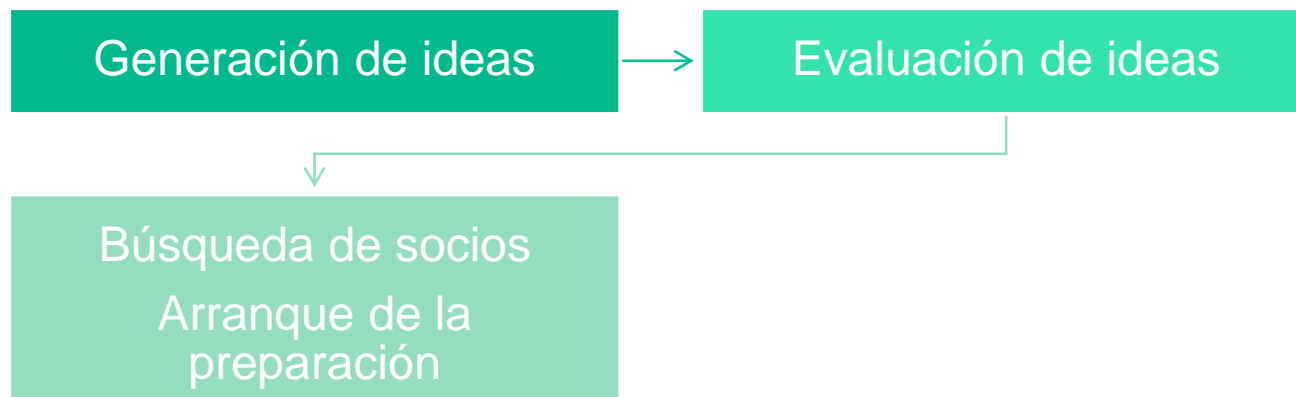 Generación de ideas
Evaluación de ideas
Búsqueda de socios
Arranque de la
preparación